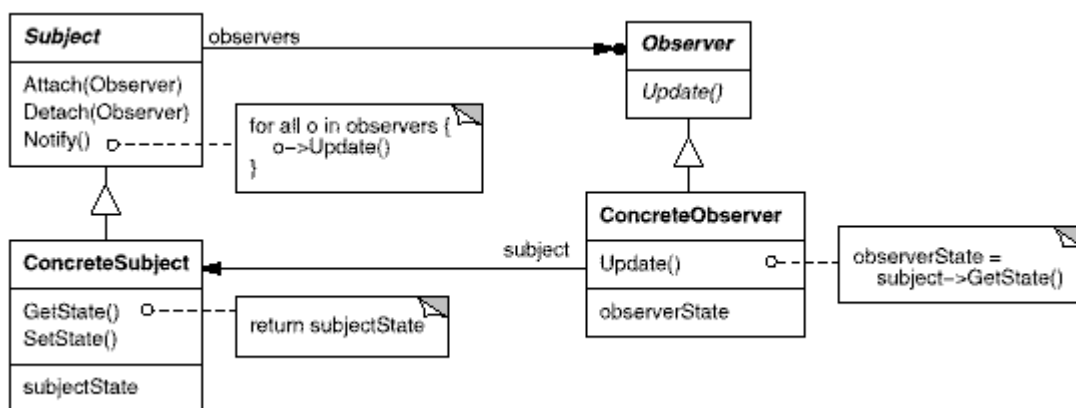 Subject
Attach(Observer)
Detach(Observer)
Notify()
observers
Observer
Update()
for all o in observers {
o->Update()
}
ConcreteSubject
GetState()
SetState()
subjectState
return subjectState
subject
ConcreteObserver
Update()
observerState
observerState =
subject->GetState()